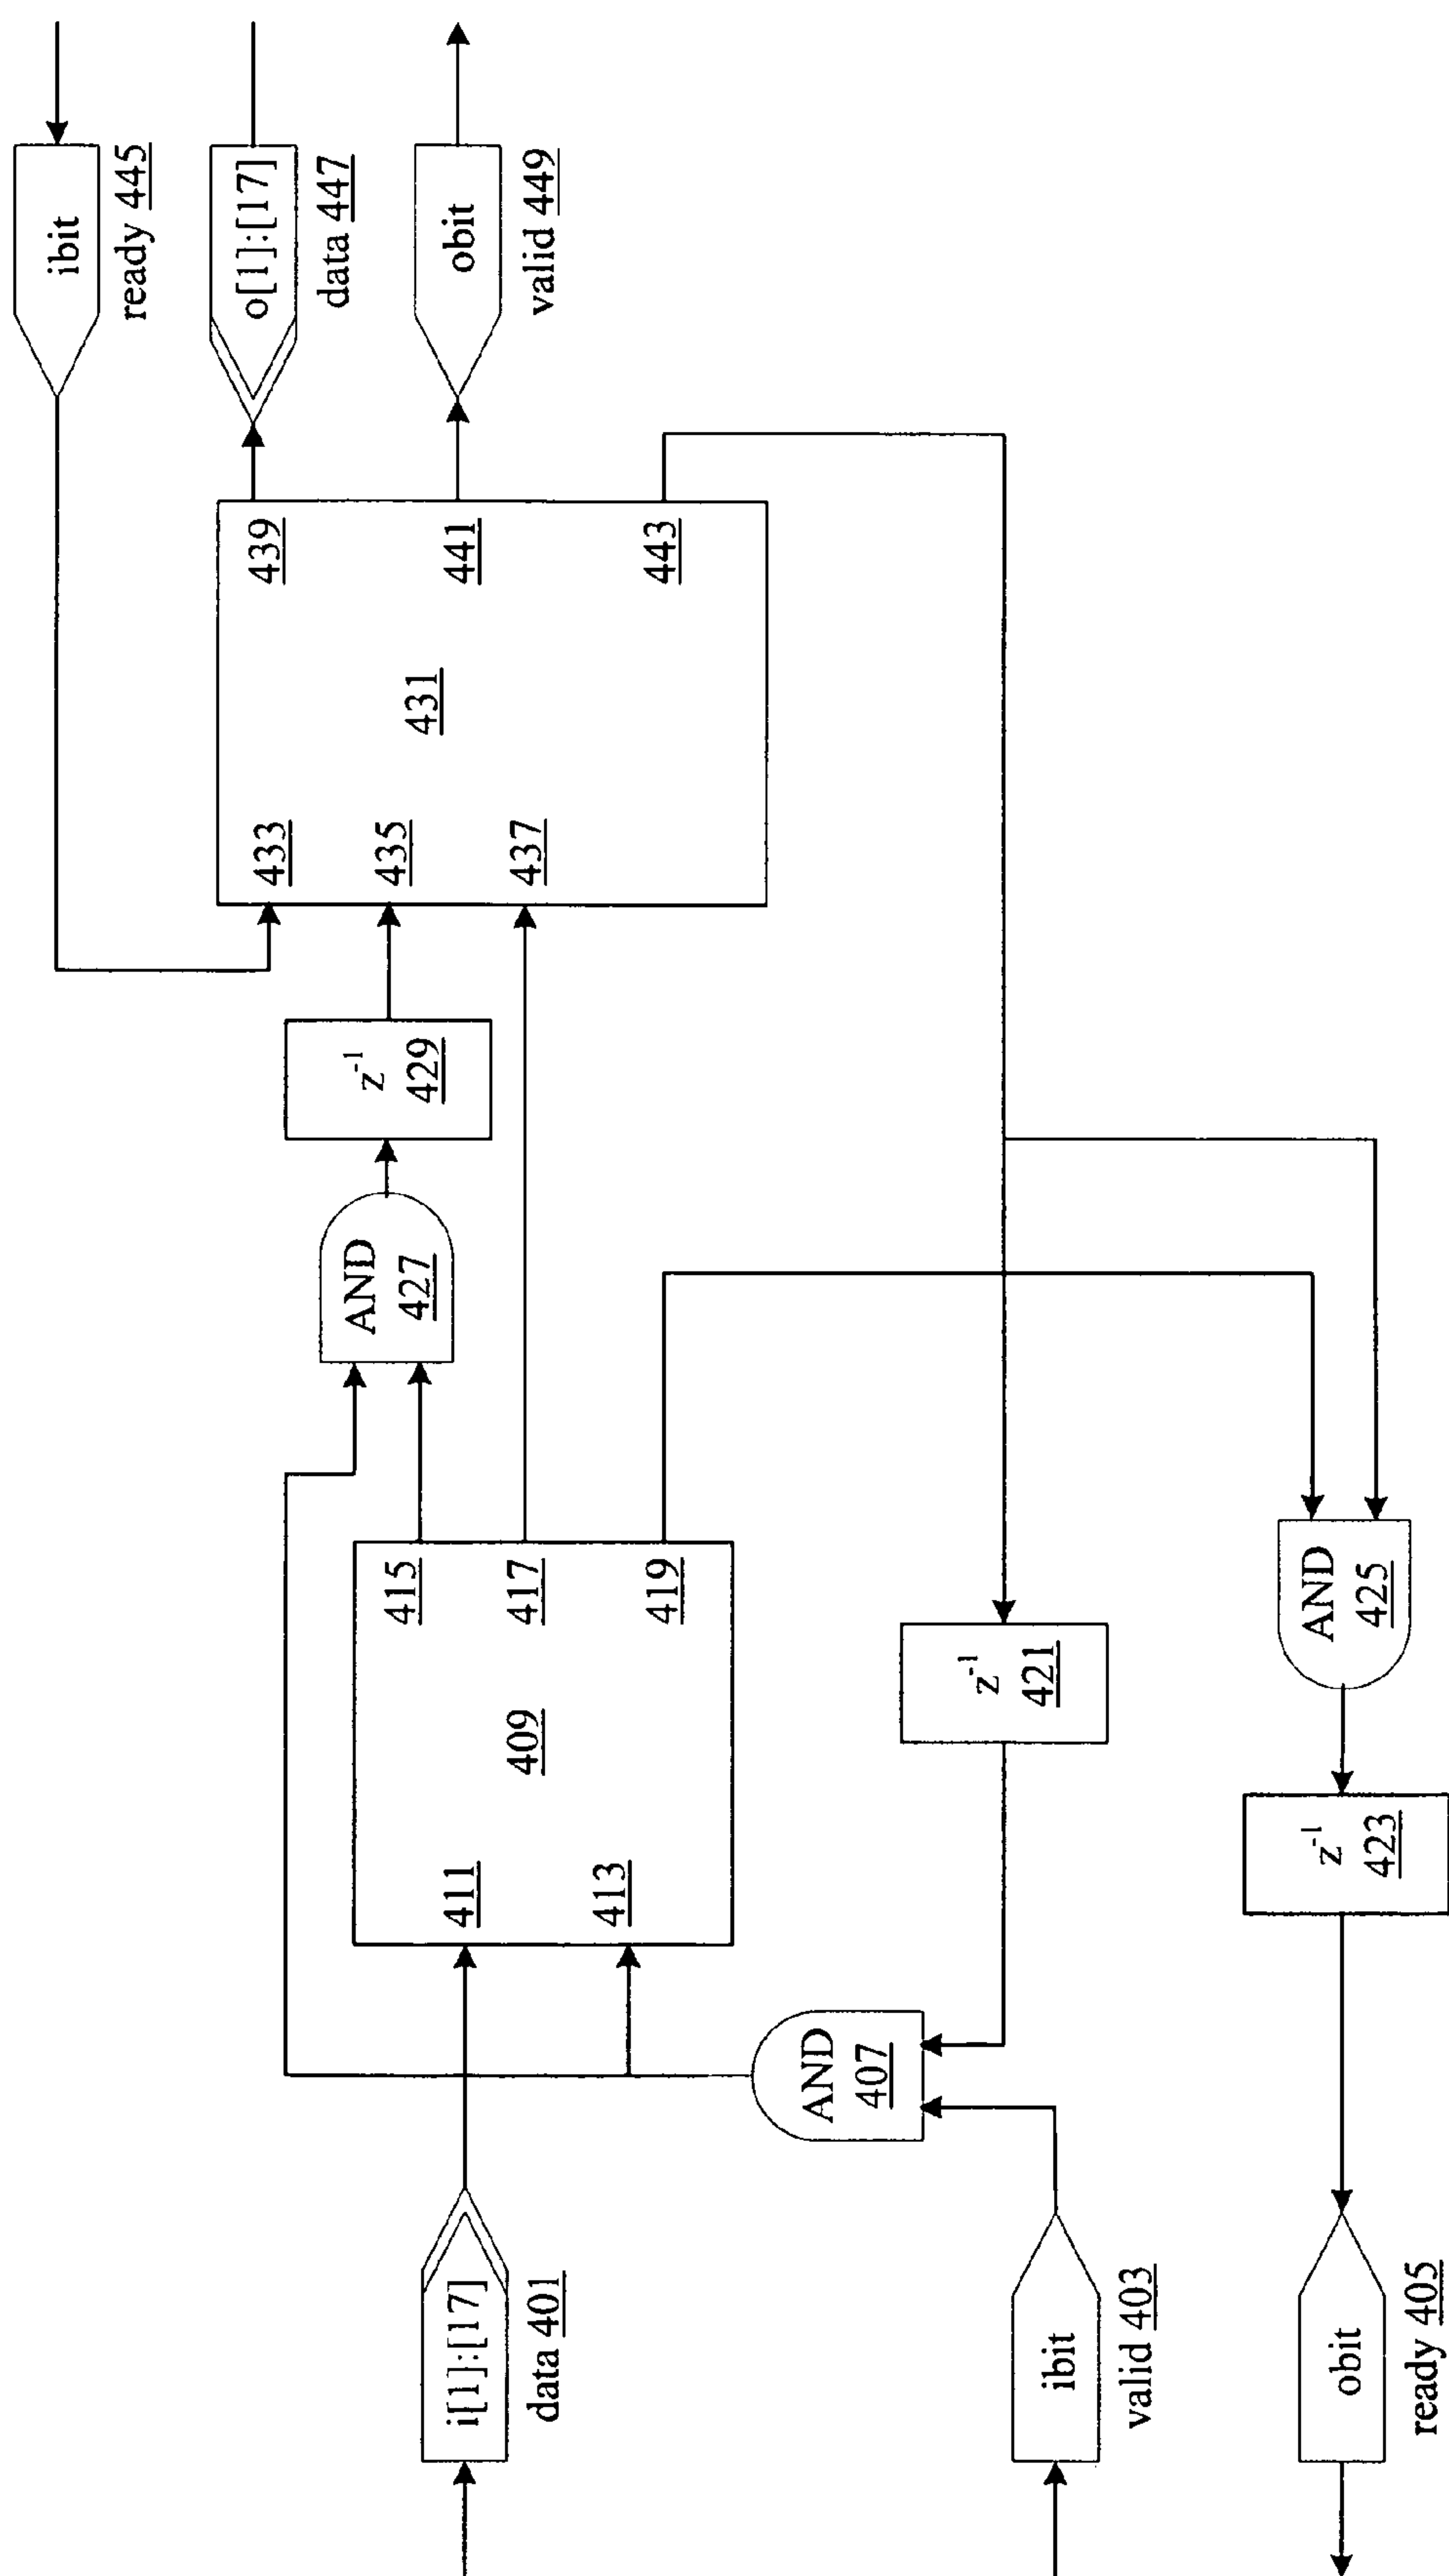 ibit
ready 445
o[1]:[17]
data 447
obit
valid 449
439
441
443
431
433
435
437
z⁻¹
429
AND
427
415
417
419
409
411
413
z⁻¹
421
AND
425
z⁻¹
423
AND
407
i[1]:[17]
data 401
ibit
valid 403
obit
ready 405